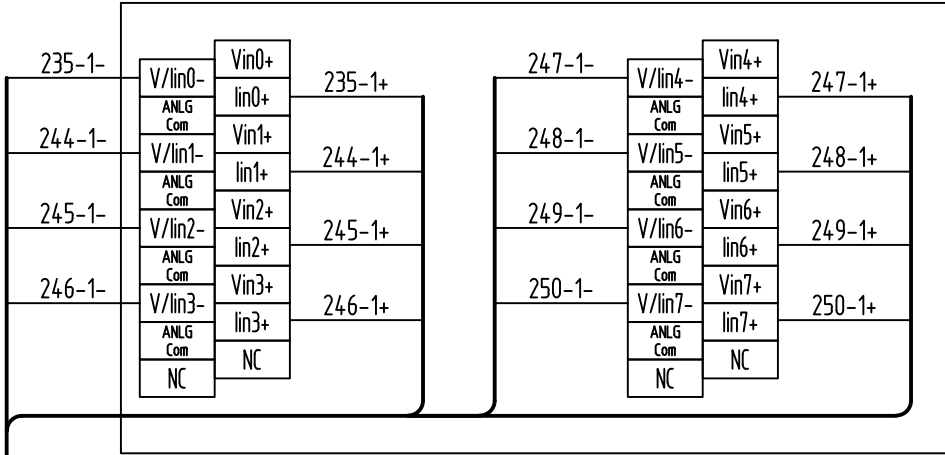 235-1-
V/Iin0-
Vin0+
Iin0+
235-1+
ANLG
Com
244-1-
V/Iin1-
Vin1+
Iin1+
244-1+
ANLG
Com
245-1-
V/Iin2-
Vin2+
Iin2+
245-1+
ANLG
Com
246-1-
V/Iin3-
Vin3+
Iin3+
246-1+
ANLG
Com
NC
NC
247-1-
V/Iin4-
Vin4+
Iin4+
247-1+
ANLG
Com
248-1-
V/Iin5-
Vin5+
Iin5+
248-1+
ANLG
Com
249-1-
V/Iin6-
Vin6+
Iin6+
249-1+
ANLG
Com
250-1-
V/Iin7-
Vin7+
Iin7+
250-1+
ANLG
Com
NC
NC